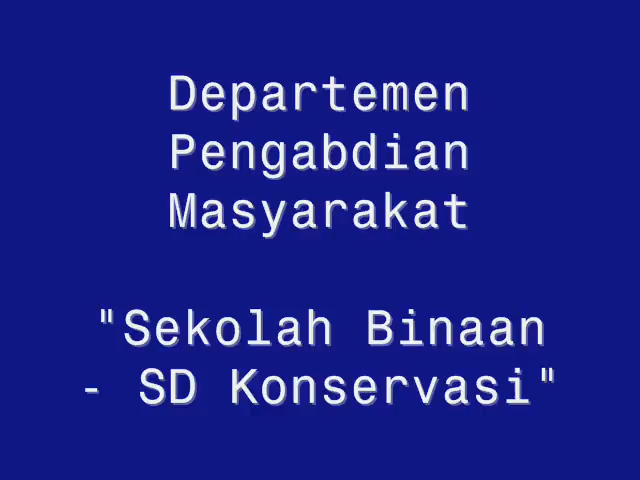 Departemen
Pengabdian
Masyarakat
"Sekolah Binaan
- SD Konservasi"